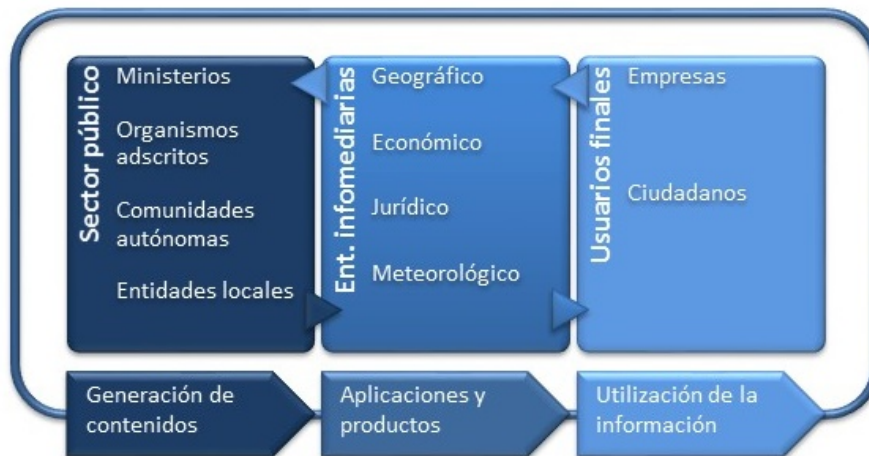 Sector público
Ministerios
Organismos
adscritos
Comunidades
autónomas
Entidades locales
Ent. infomediarias
Geográfico
Económico
Jurídico
Meteorológico
Usuarios finales
Empresas
Ciudadanos
Generación de
contenidos
Aplicaciones y
productos
Utilización de la
información